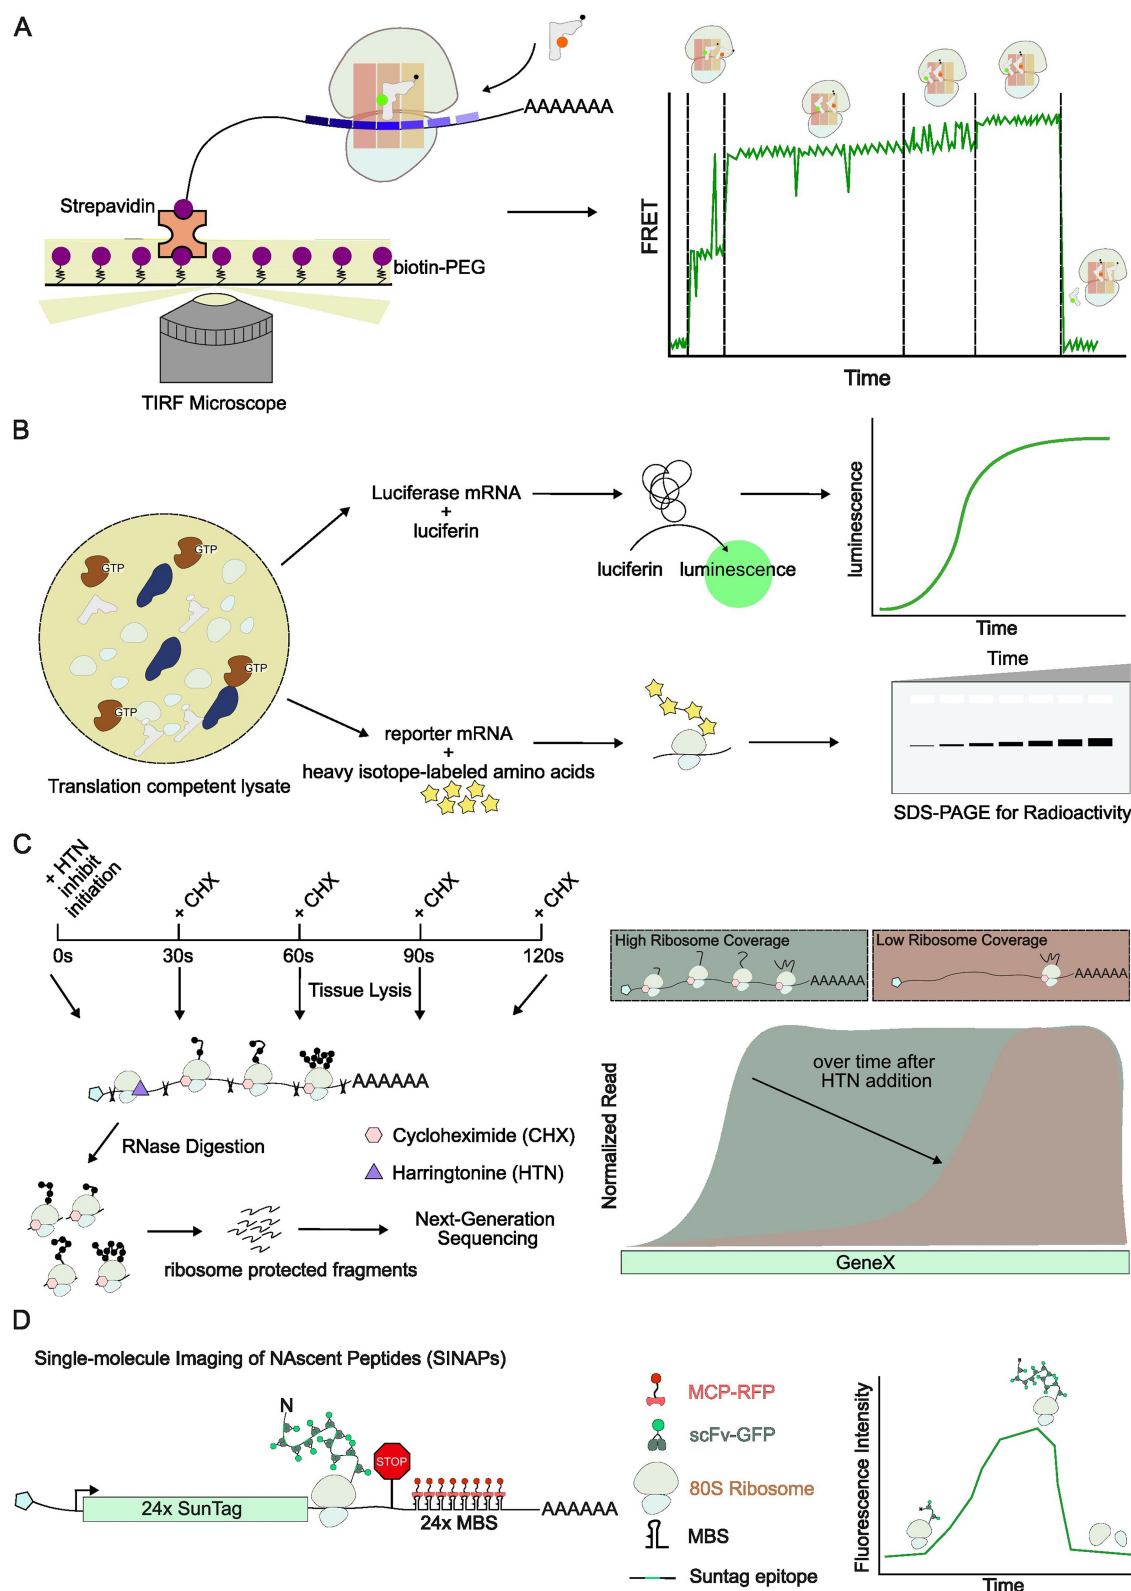 A
AAAAAAA
Strepavidin
biotin-PEG
TIRF Microscope
FRET
Time
B
GTP
GTP
GTP
GTP
Translation competent lysate
Luciferase mRNA
+
luciferin
luciferin
luminescence
luminescence
Time
reporter mRNA
+
heavy isotope-labeled amino acids
Time
SDS-PAGE for Radioactivity
C
+ HTN
inhibit
initiation
+ CHX
+ CHX
+ CHX
+ CHX
0s
30s
60s
90s
120s
Tissue Lysis
AAAAAA
RNase Digestion
Cycloheximide (CHX)
Harringtonine (HTN)
ribosome protected fragments
Next-Generation
Sequencing
High Ribosome Coverage
AAAAAA
Low Ribosome Coverage
AAAAAA
over time after
HTN addition
Normalized Read
GeneX
D
Single-molecule Imaging of NAscent Peptides (SINAPs)
N
STOP
24x SunTag
24x MBS
AAAAAA
MCP-RFP
scFv-GFP
80S Ribosome
MBS
Suntag epitope
Fluorescence Intensity
Time